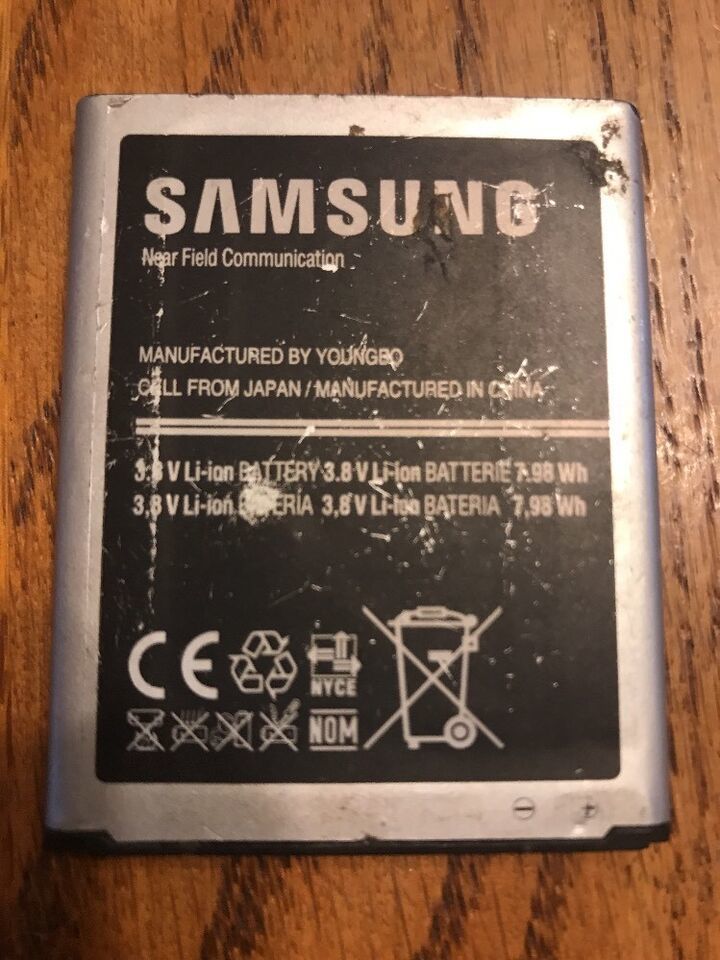 SAMSUNG
Near Field Communication
MANUFACTURED BY YOUNGBO
CELL FROM JAPAN / MANUFACTURED IN CHINA
3.8 V Li-ion BATTERY 3.8 V Li-ion BATTERIE 7.98 Wh
3,8 V Li-ion BATERÍA 3,8 V Li-ion BATERIA 7,98 Wh
CE
NYCE
NOM
- +